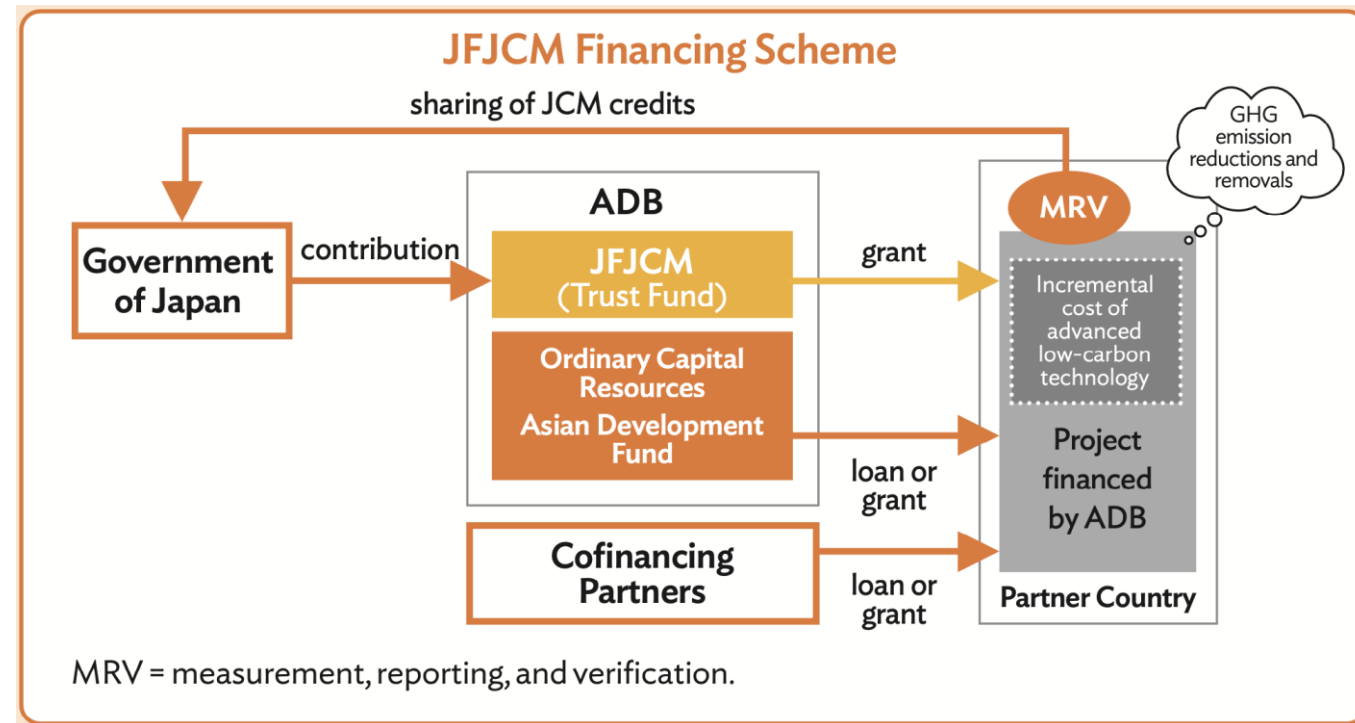 JFJCM Financing Scheme
sharing of JCM credits
GHG
emission
reductions and
removals
ADB
MRV
Government
of Japan
contribution
JFJCM
(Trust Fund)
grant
Incremental
cost of
advanced
low-carbon
technology
Ordinary Capital
Resources
Asian Development
Fund
loan or
grant
Project
financed
by ADB
Cofinancing
Partners
loan or
grant
Partner Country
MRV = measurement, reporting, and verification.